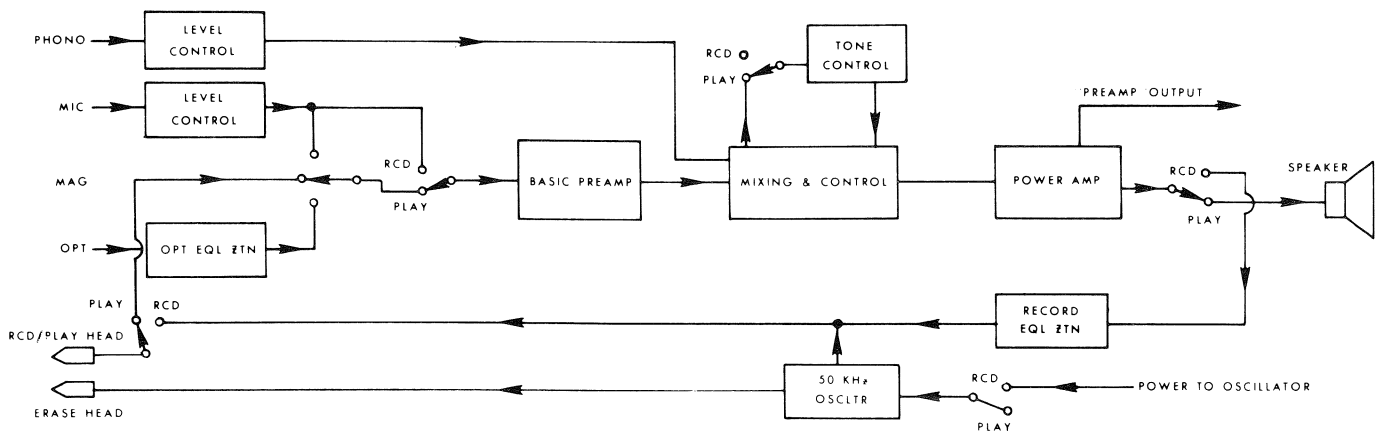 PHONO
LEVEL
CONTROL
RCD
PLAY
TONE
CONTROL
MIC
LEVEL
CONTROL
PREAMP OUTPUT
MAG
RCD
PLAY
BASIC PREAMP
MIXING & CONTROL
POWER AMP
RCD
PLAY
SPEAKER
OPT
OPT EQL ZTN
PLAY
RCD
RCD/PLAY HEAD
RECORD
EQL ZTN
ERASE HEAD
50 KHz
OSCLTR
RCD
PLAY
POWER TO OSCILLATOR